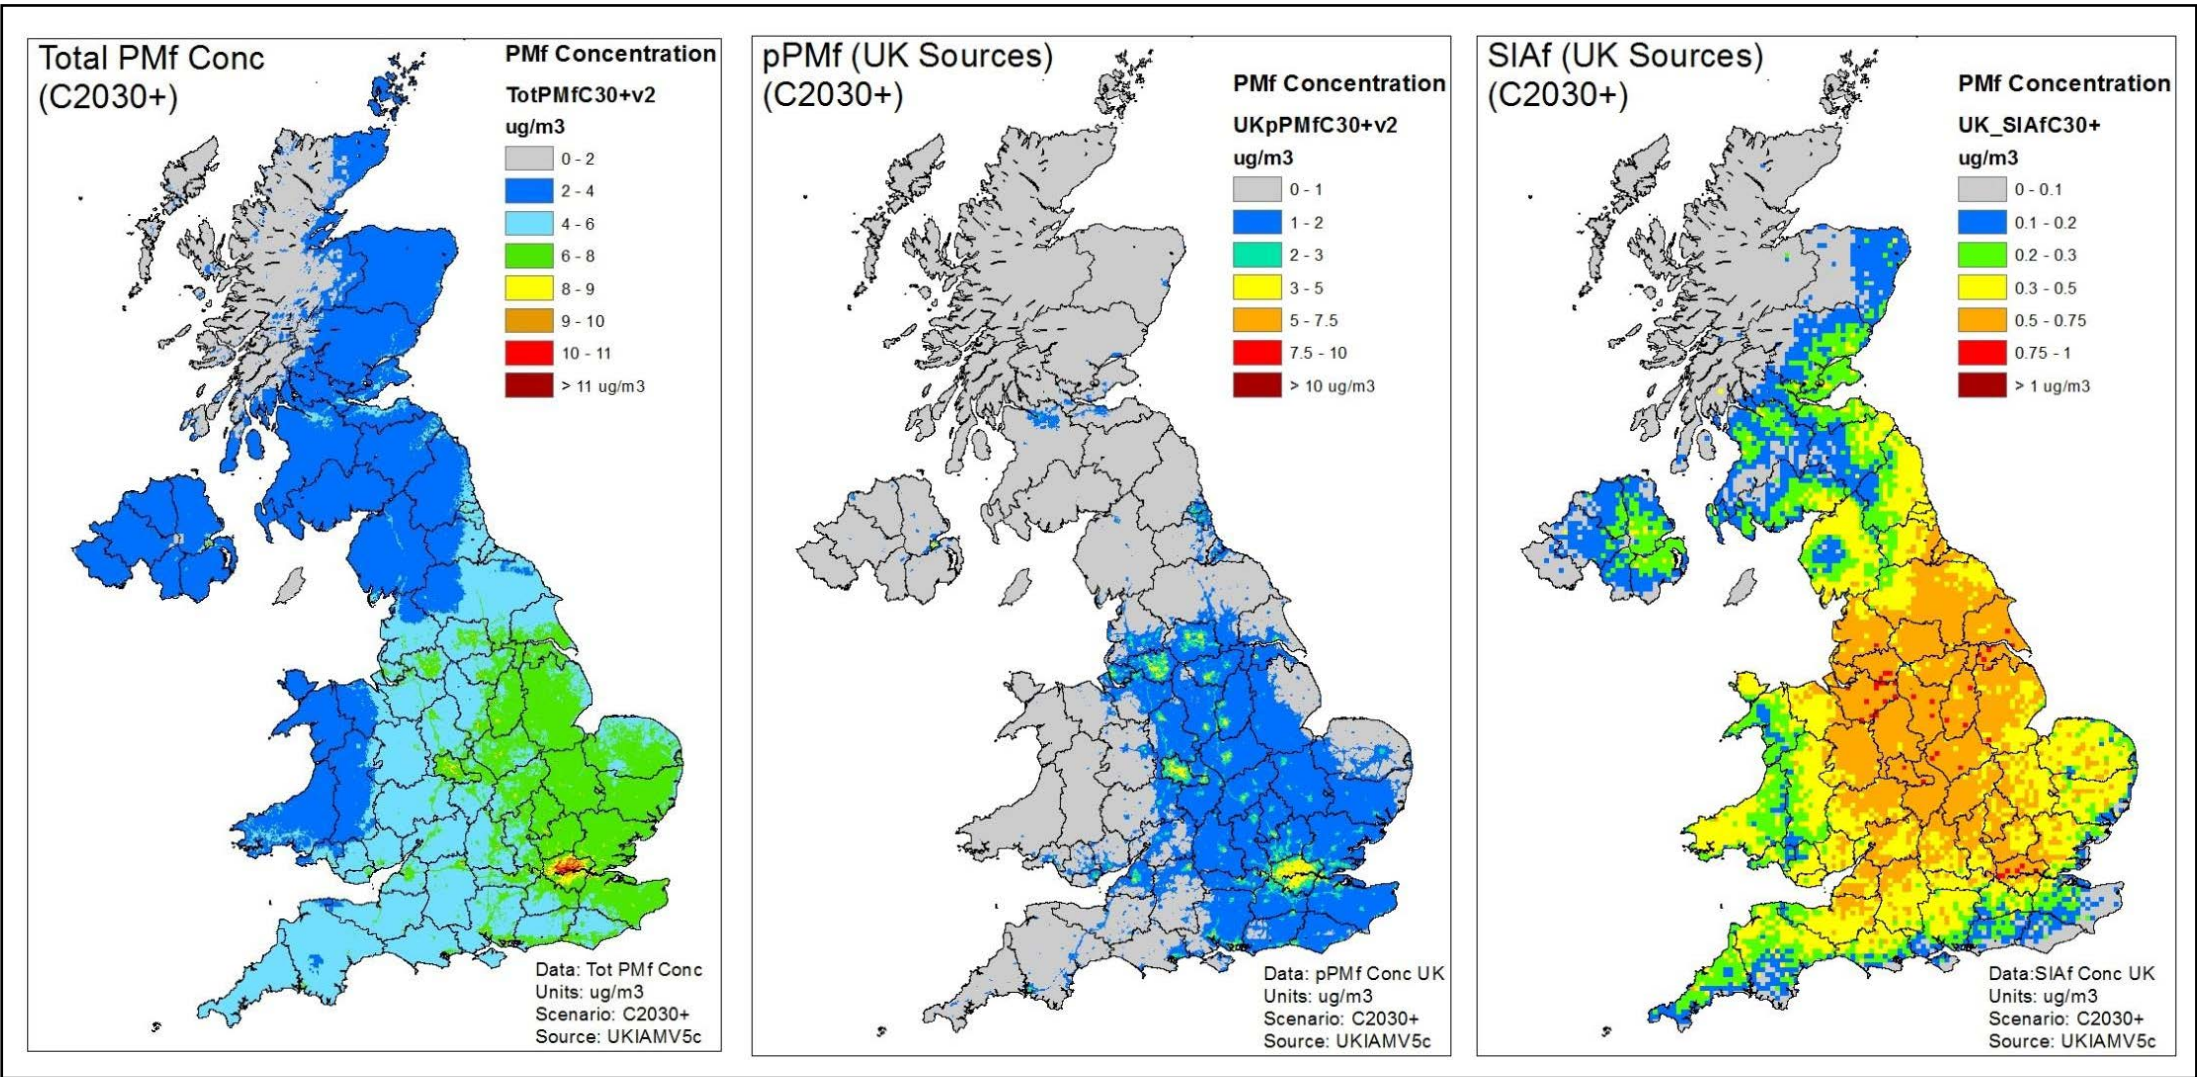 Total PMf Conc
(C2030+)
PMf Concentration
TotPMfC30+v2
ug/m3
0 - 2
2 - 4
4 - 6
6 - 8
8 - 9
9 - 10
10 - 11
> 11 ug/m3
Data: Tot PMf Conc
Units: ug/m3
Scenario: C2030+
Source: UKIAMV5c
pPMf (UK Sources)
(C2030+)
PMf Concentration
UKpPMfC30+v2
ug/m3
0 - 1
1 - 2
2 - 3
3 - 5
5 - 7.5
7.5 - 10
> 10 ug/m3
Data: pPMf Conc UK
Units: ug/m3
Scenario: C2030+
Source: UKIAMV5c
SIAf (UK Sources)
(C2030+)
PMf Concentration
UK_SIAfC30+
ug/m3
0 - 0.1
0.1 - 0.2
0.2 - 0.3
0.3 - 0.5
0.5 - 0.75
0.75 - 1
> 1 ug/m3
Data:SIAf Conc UK
Units: ug/m3
Scenario: C2030+
Source: UKIAMV5c